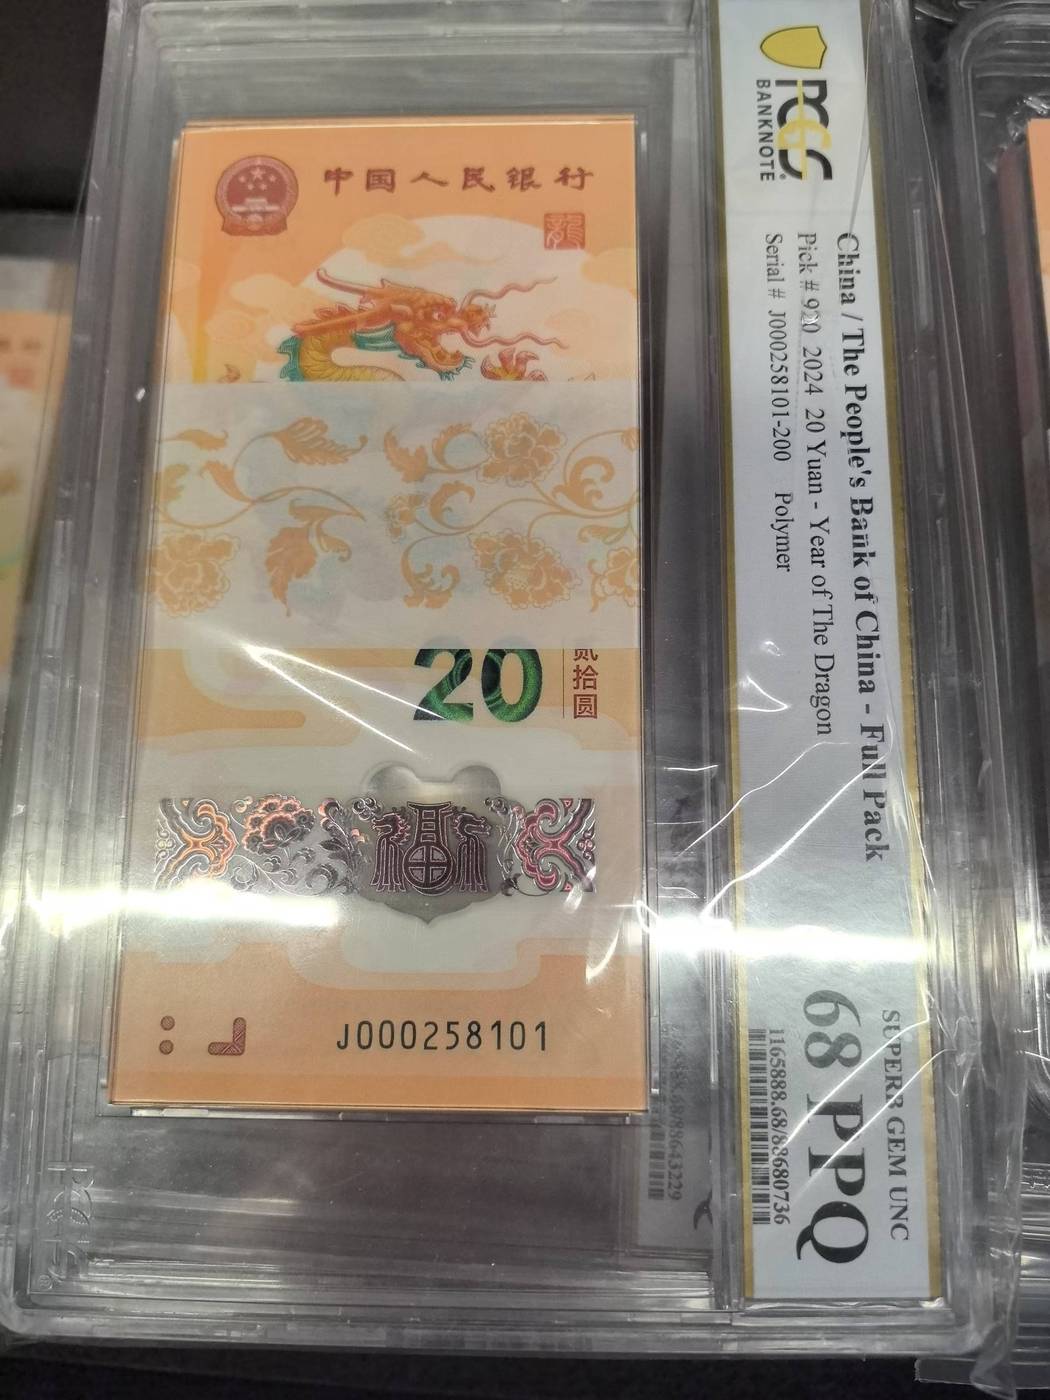 中国人民银行
龍
20
贰拾圆
福
J000258101
PCGS
BANKNOTE
China / The People's Bank of China - Full Pack
Pick # 920 2024 20 Yuan - Year of The Dragon
Serial # J000258101-200 Polymer
SUPERB GEM UNC
68 PPQ
1165888.68/88680736